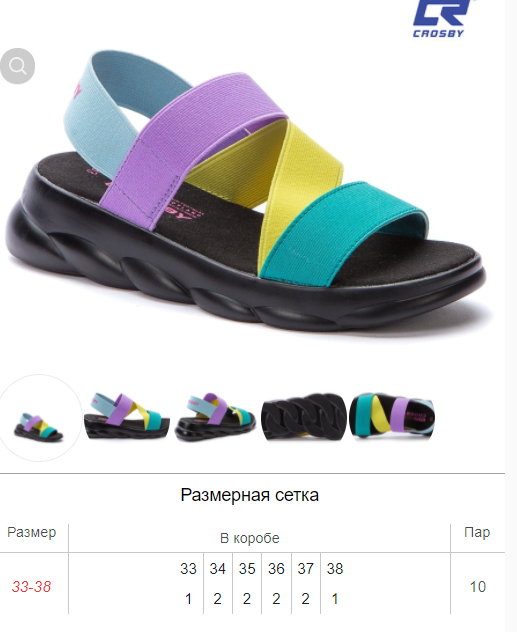 CROSBY
Размерная сетка
Размер В коробе Пар
33 34 35 36 37 38
33-38 10
1 2 2 2 2 1